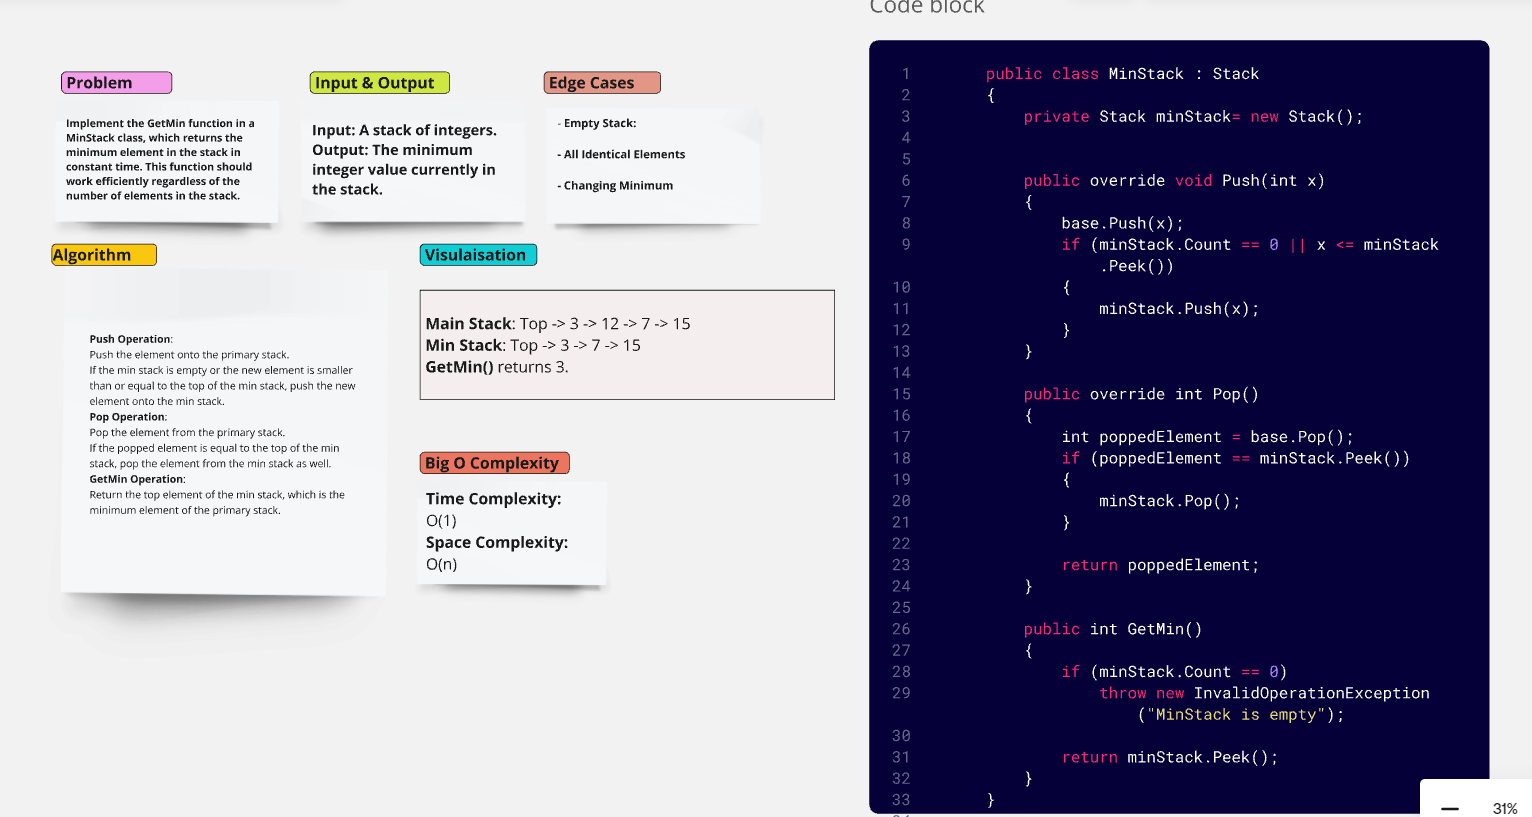 Code block
Problem
Implement the GetMin function in a
MinStack class, which returns the
minimum element in the stack in
constant time. This function should
work efficiently regardless of the
number of elements in the stack.
Input & Output
Input: A stack of integers.
Output: The minimum
integer value currently in
the stack.
Edge Cases
- Empty Stack:
- All Identical Elements
- Changing Minimum
Algorithm
Push Operation:
Push the element onto the primary stack.
If the min stack is empty or the new element is smaller
than or equal to the top of the min stack, push the new
element onto the min stack.
Pop Operation:
Pop the element from the primary stack.
If the popped element is equal to the top of the min
stack, pop the element from the min stack as well.
GetMin Operation:
Return the top element of the min stack, which is the
minimum element of the primary stack.
Visulaisation
Main Stack: Top -> 3 -> 12 -> 7 -> 15
Min Stack: Top -> 3 -> 7 -> 15
GetMin() returns 3.
Big O Complexity
Time Complexity:
O(1)
Space Complexity:
O(n)
1 public class MinStack : Stack
2 {
3 private Stack minStack= new Stack();
4
5
6 public override void Push(int x)
7 {
8 base.Push(x);
9 if (minStack.Count == 0 || x <= minStack
.Peek())
10 {
11 minStack.Push(x);
12 }
13 }
14
15 public override int Pop()
16 {
17 int poppedElement = base.Pop();
18 if (poppedElement == minStack.Peek())
19 {
20 minStack.Pop();
21 }
22
23 return poppedElement;
24 }
25
26 public int GetMin()
27 {
28 if (minStack.Count == 0)
29 throw new InvalidOperationException
("MinStack is empty");
30
31 return minStack.Peek();
32 }
33 }
31%